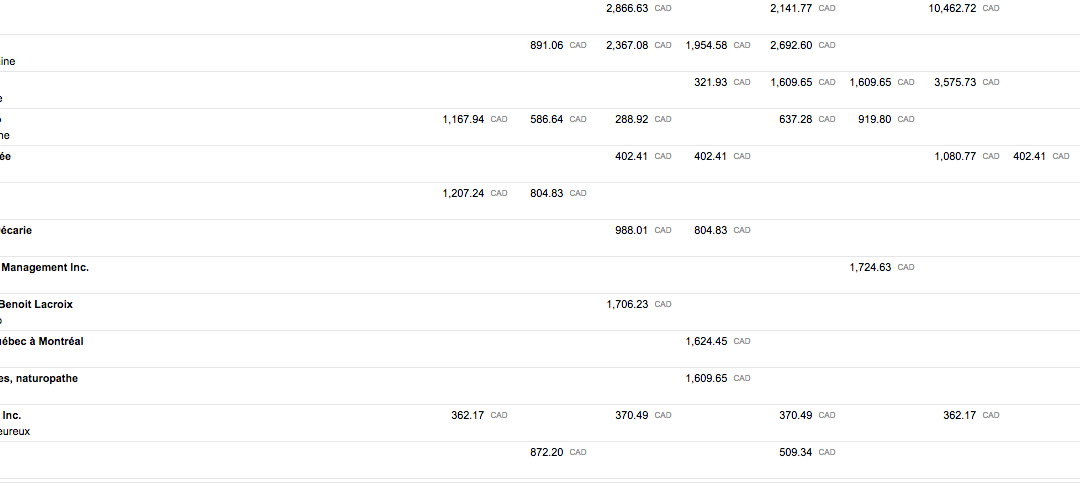 2,866.63 CAD 2,141.77 CAD 10,462.72 CAD
891.06 CAD 2,367.08 CAD 1,954.58 CAD 2,692.60 CAD
ine
321.93 CAD 1,609.65 CAD 1,609.65 CAD 3,575.73 CAD
e
1,167.94 CAD 586.64 CAD 288.92 CAD 637.28 CAD 919.80 CAD
ne
ée 402.41 CAD 402.41 CAD 1,080.77 CAD 402.41 CAD
1,207.24 CAD 804.83 CAD
écarie 988.01 CAD 804.83 CAD
Management Inc. 1,724.63 CAD
Benoit Lacroix 1,706.23 CAD
uébec à Montréal 1,624.45 CAD
es, naturopathe 1,609.65 CAD
Inc. 362.17 CAD 370.49 CAD 370.49 CAD 362.17 CAD
eureux
872.20 CAD 509.34 CAD